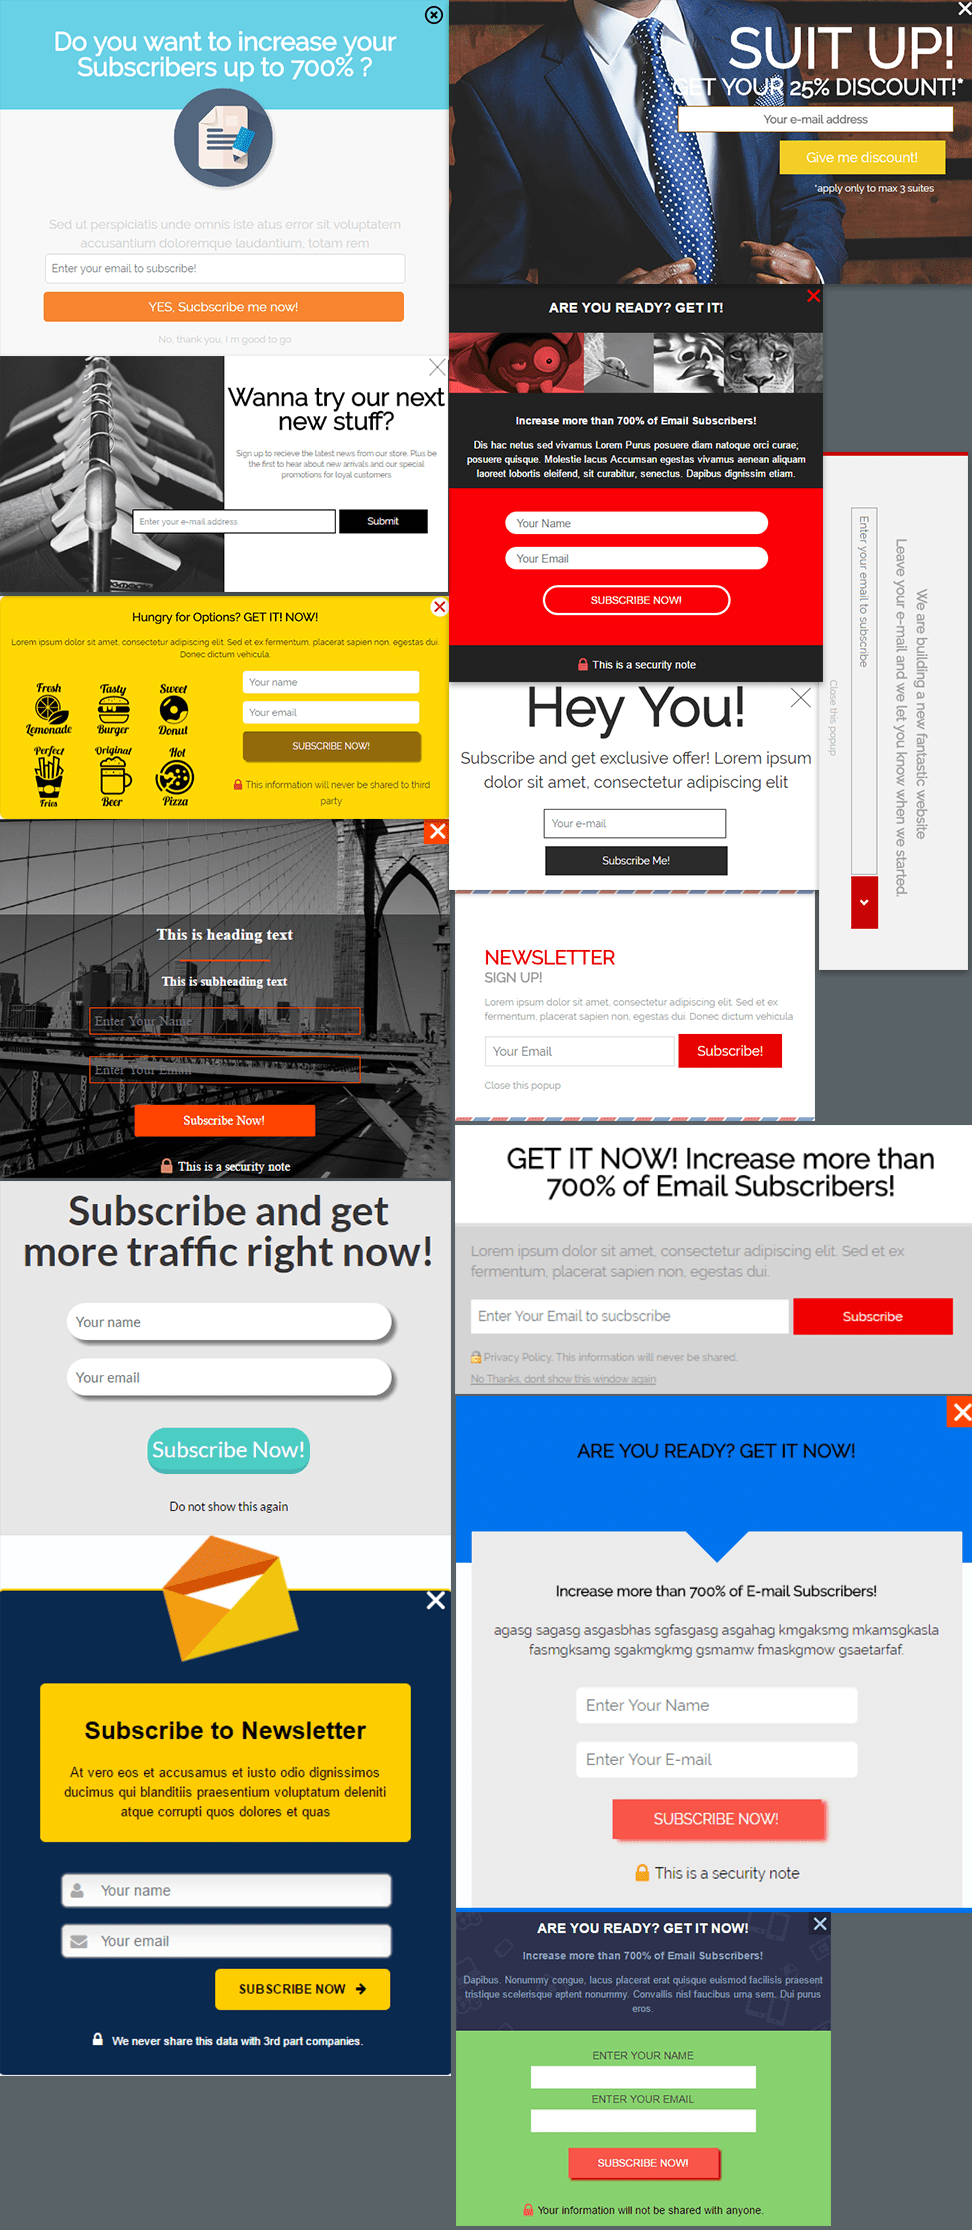 Do you want to increase your
Subscribers up to 700% ?
Sed ut perspiciatis unde omnis iste atus error sit voluptatem
accusantium doloremque laudantium, totam rem
Enter your email to subscribe!
YES, Sucbscribe me now!
No, thank you, I m good to go
SUIT UP!
GET YOUR 25% DISCOUNT!*
Your e-mail address
Give me discount!
*apply only to max 3 suites
Wanna try our next
new stuff?
Sign up to recieve the latest news from our store. Plus be
the first to hear about new arrivals and our special
promotions for loyal customers.
Enter your e-mail address
Submit
ARE YOU READY? GET IT!
Increase more than 700% of Email Subscribers!
Dis hac netus sed vivamus Lorem Purus posuere diam natoque orci curae;
posuere quisque. Molestie lacus Accumsan egestas vivamus aenean aliquam
laoreet lobortis eleifend, sit curabitur, senectus. Dapibus dignissim etiam.
Your Name
Your Email
SUBSCRIBE NOW!
This is a security note
We are building a new fantastic website
Leave your e-mail and we let you know when we started.
Enter your email to subscribe
Close this popup
Hungry for Options? GET IT! NOW!
Lorem ipsum dolor sit amet, consectetur adipiscing elit. Sed et ex fermentum, placerat sapien non, egestas dui.
Donec dictum vehicula.
Fresh
Lemonade
Tasty
Burger
Sweet
Donut
Perfect
Fries
Original
Beer
Hot
Pizza
Your name
Your email
SUBSCRIBE NOW!
This information will never be shared to third
party
Hey You!
Subscribe and get exclusive offer! Lorem ipsum
dolor sit amet, consectetur adipiscing elit
Your e-mail
Subscribe Me!
This is heading text
This is subheading text
Enter Your Name
Enter Your Email
Subscribe Now!
This is a security note
NEWSLETTER
SIGN UP!
Lorem ipsum dolor sit amet, consectetur adipiscing elit. Sed et ex
fermentum, placerat sapien non, egestas dui. Donec dictum vehicula
Your Email
Subscribe!
Close this popup
GET IT NOW! Increase more than
700% of Email Subscribers!
Lorem ipsum dolor sit amet, consectetur adipiscing elit. Sed et ex
fermentum, placerat sapien non, egestas dui.
Enter Your Email to sucbscribe
Subscribe
Privacy Policy. This information will never be shared.
No Thanks, dont show this window again
Subscribe and get
more traffic right now!
Your name
Your email
Subscribe Now!
Do not show this again
ARE YOU READY? GET IT NOW!
Increase more than 700% of E-mail Subscribers!
agasg sagasg asgasbhas sgfasgasg asgahag kmgaksmg mkamsgkasla
fasmgksamg sgakmgkmg gsmamw fmaskgmow gsaetarfaf.
Enter Your Name
Enter Your E-mail
SUBSCRIBE NOW!
This is a security note
Subscribe to Newsletter
At vero eos et accusamus et iusto odio dignissimos
ducimus qui blanditiis praesentium voluptatum deleniti
atque corrupti quos dolores et quas
Your name
Your email
SUBSCRIBE NOW
We never share this data with 3rd part companies.
ARE YOU READY? GET IT NOW!
Increase more than 700% of Email Subscribers!
Dapibus. Nonummy congue, lacus placerat erat quisque euismod facilisis praesent
tristique scelerisque aptent nonummy. Convallis nisl faucibus urna sem. Dui purus
eros.
ENTER YOUR NAME
ENTER YOUR EMAIL
SUBSCRIBE NOW!
Your information will not be shared with anyone.